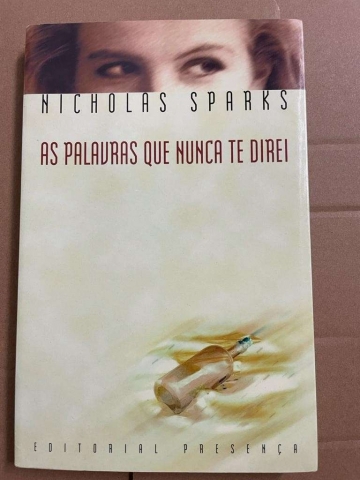 NICHOLAS SPARKS
AS PALAVRAS QUE NUNCA TE DIREI
EDITORIAL PRESENÇA